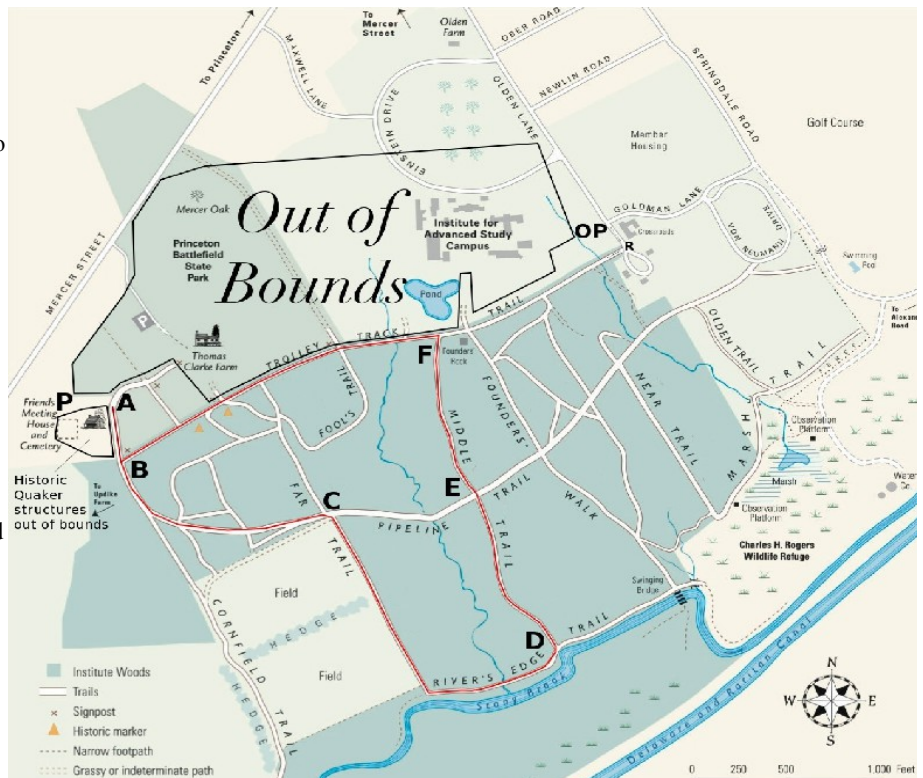 To Princeton
To
Mercer
Street
Olden
Farm
OBER ROAD
NEWLIN ROAD
SPRINGDALE ROAD
MAXWELL LANE
EINSTEIN DRIVE
OLDEN LANE
Golf Course
Member
Housing
MERCER STREET
Mercer Oak
Out of
Bounds
Princeton
Battlefield
State
Park
Institute for
Advanced Study
Campus
OP
GOLDMAN LANE
Crossroads
R
VON NEUMANN
DRIVE
Swimming
Pool
P
Pond
To
Road
Thomas
Clarke Farm
TROLLEY TRACK
TRAIL
F
Founders'
Rock
OLDEN TRAIL
P
A
Friends
Meeting
House
and
Cemetery
FOOL'S
TRAIL
MIDDLE
TRAIL
FOUNDERS'
WALK
NEAR
TRAIL
MARSH
TRAIL
Observation
Platform
B
Historic
Quaker
structures
out of bounds
To
Updike
Farm
FAR
TRAIL
C
E
PIPELINE
TRAIL
Marsh
Water
Co.
Observation
Platform
Charles H. Rogers
Wildlife Refuge
Field
HEDGE
Field
CORNFIELD TRAIL
HEDGE
Swinging
Bridge
D
RIVER'S EDGE
TRAIL
Stony Brook
Delaware and Raritan Canal
Institute Woods
Trails
Signpost
Historic marker
Narrow footpath
Grassy or indeterminate path
N
W E
S
0 250 500 1,000 Feet